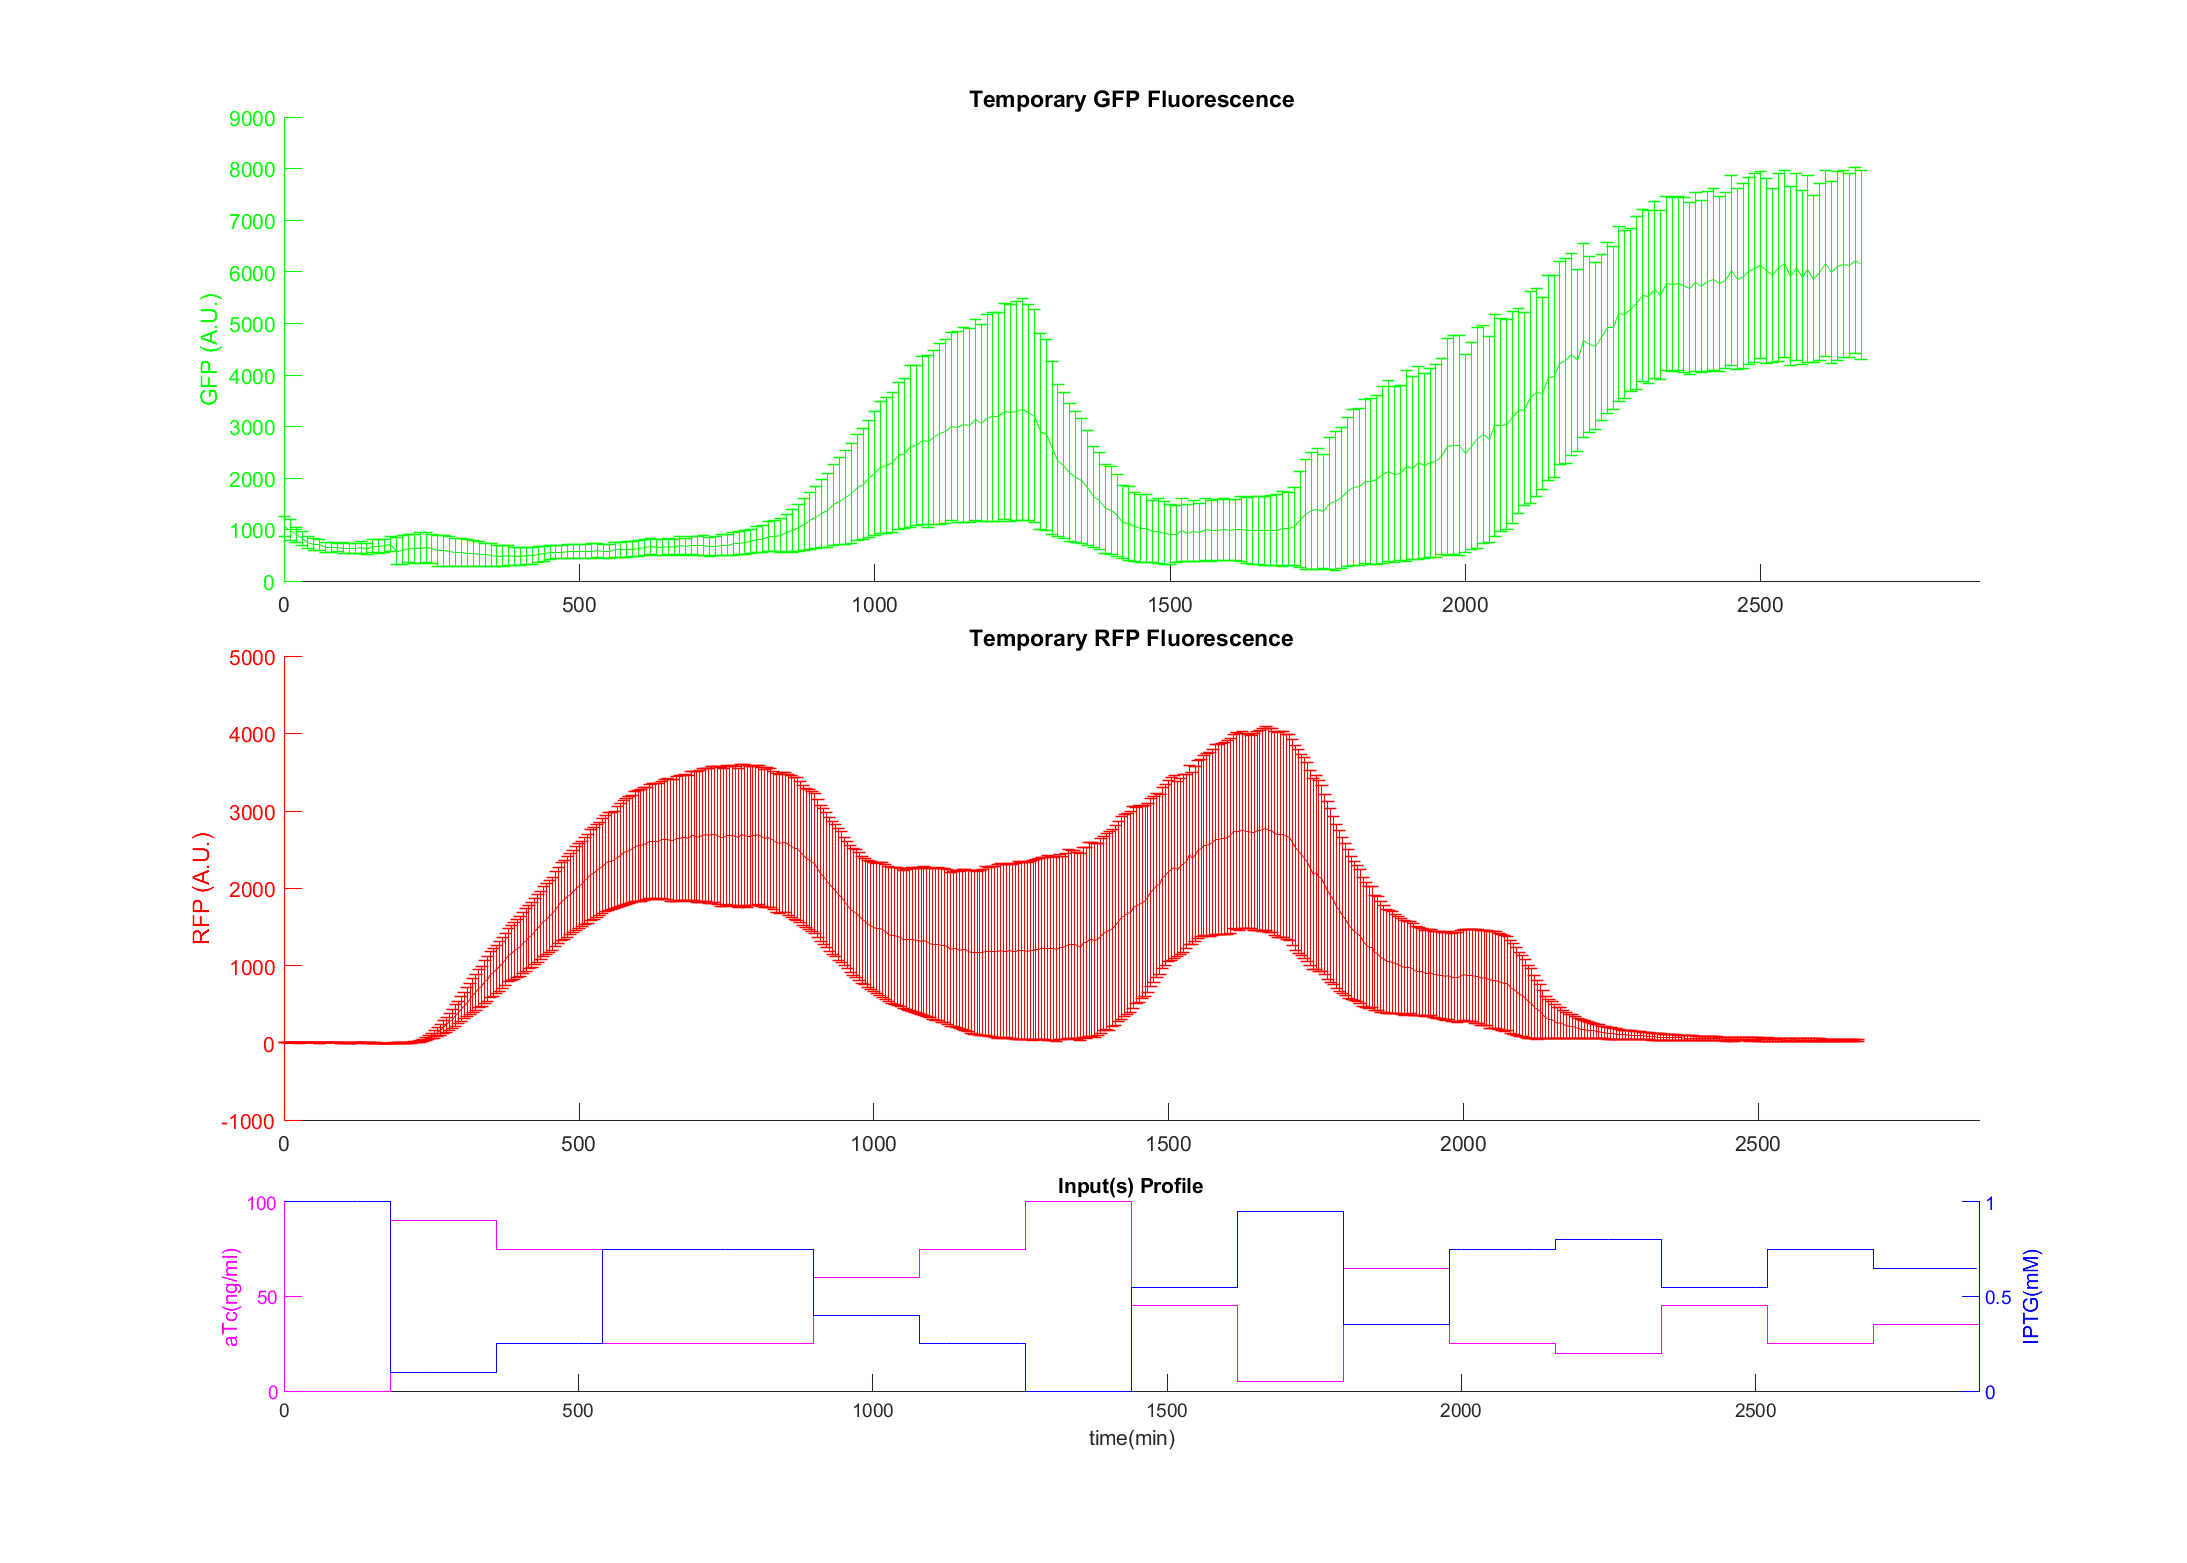 Temporary GFP Fluorescence
9000
8000
7000
6000
5000
4000
3000
2000
1000
0
GFP (A.U.)
0 500 1000 1500 2000 2500
Temporary RFP Fluorescence
5000
4000
3000
2000
1000
0
-1000
RFP (A.U.)
0 500 1000 1500 2000 2500
Input(s) Profile
100
50
0
aTc(ng/ml)
1
0.5
0
IPTG(mM)
0 500 1000 1500 2000 2500
time(min)